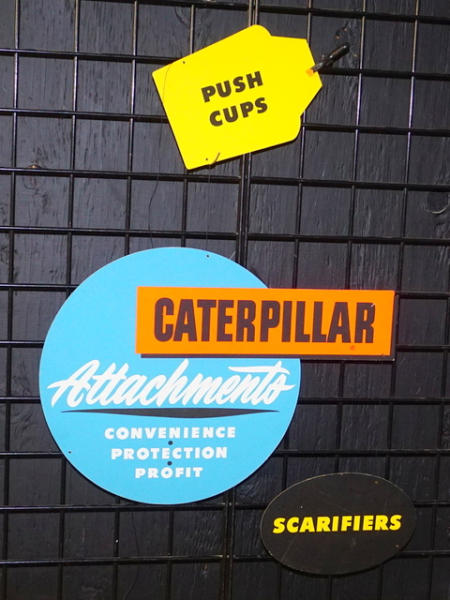 PUSH
CUPS
CATERPILLAR
Attachments
CONVENIENCE
PROTECTION
PROFIT
SCARIFIERS